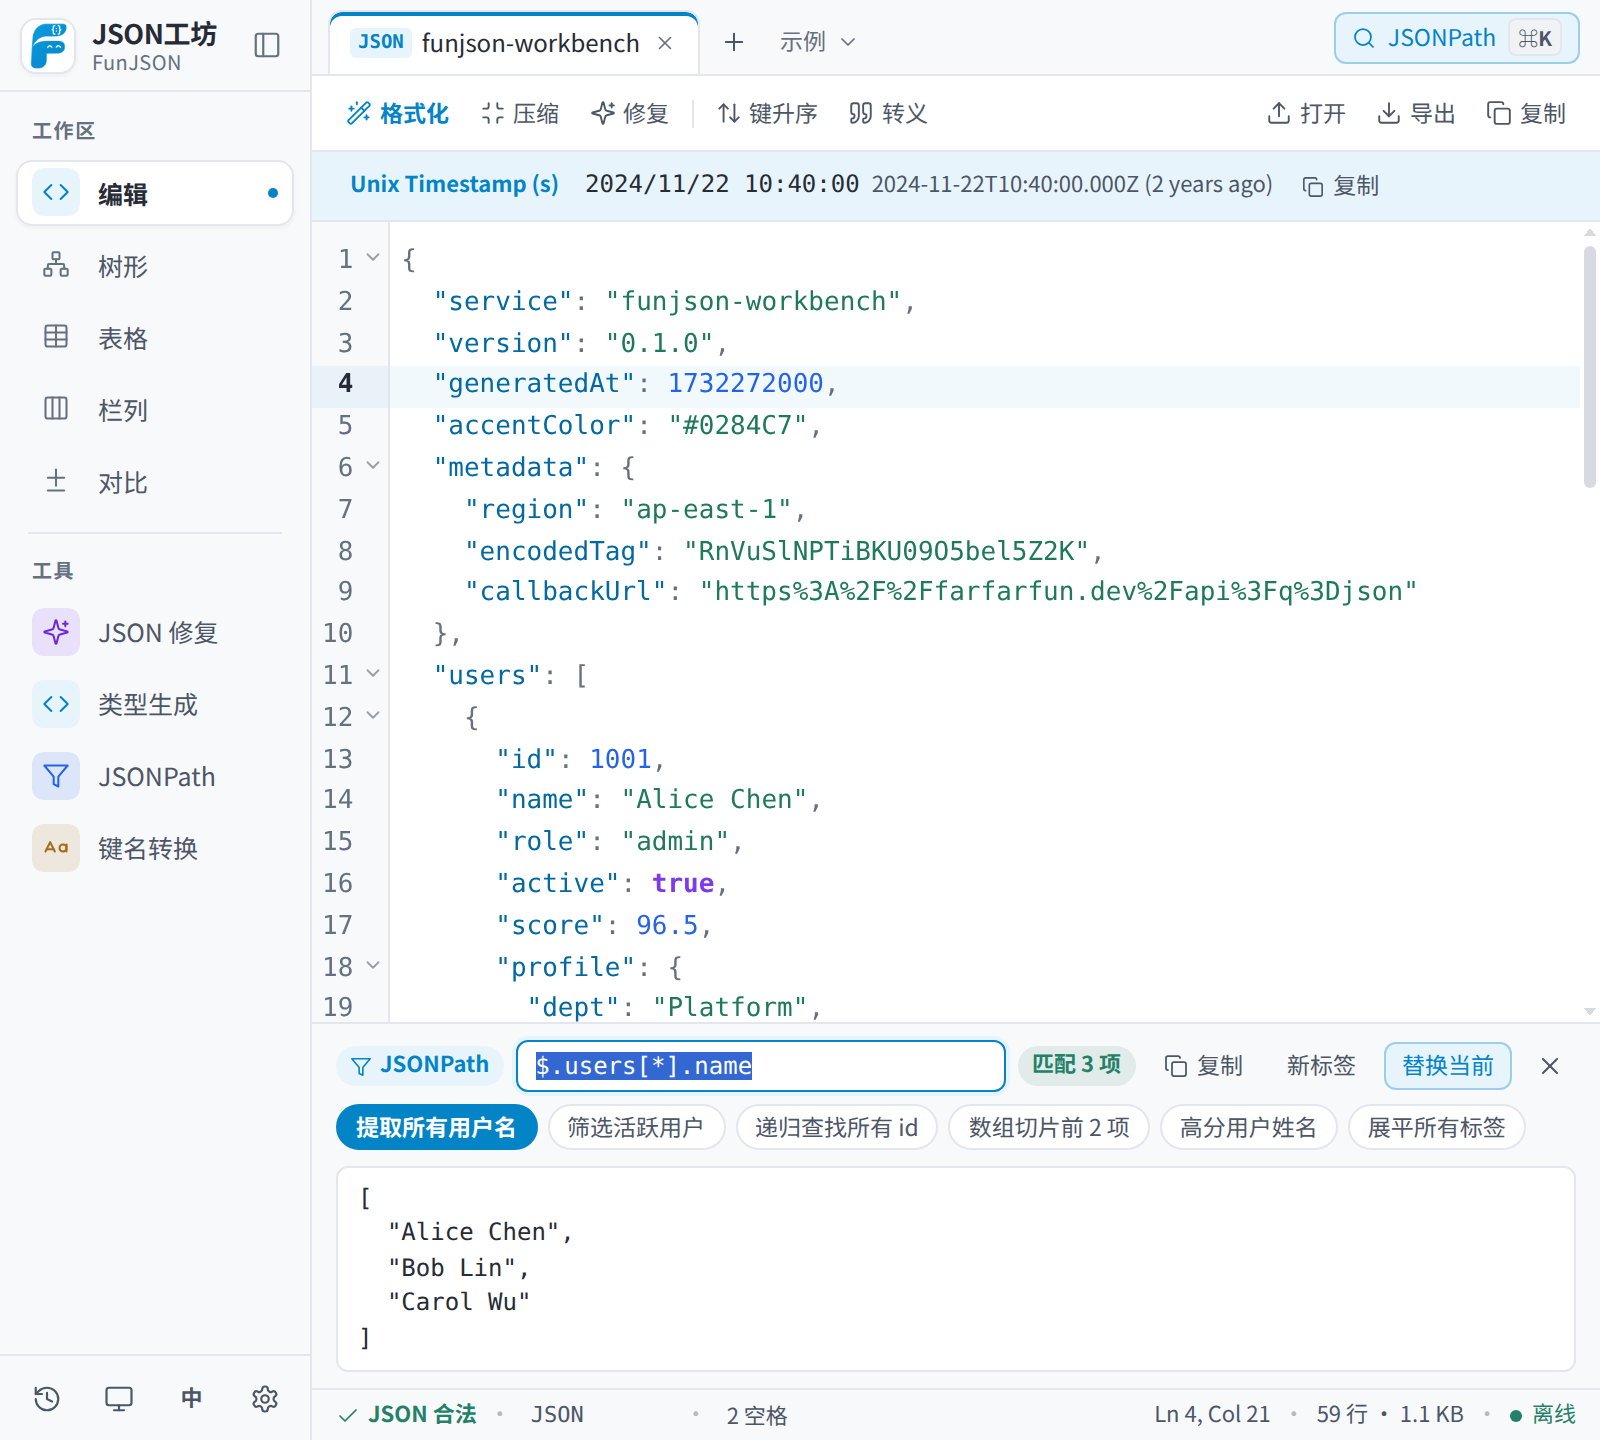 JSON工坊
FunJSON
JSON funjson-workbench
示例
JSONPath ⌘K
工作区
编辑
树形
表格
栏列
对比
工具
JSON 修复
类型生成
JSONPath
Aa 键名转换
中
格式化 压缩 修复 键升序 转义 打开 导出 复制
Unix Timestamp (s) 2024/11/22 10:40:00 2024-11-22T10:40:00.000Z (2 years ago) 复制
1 {
2 "service": "funjson-workbench",
3 "version": "0.1.0",
4 "generatedAt": 1732272000,
5 "accentColor": "#0284C7",
6 "metadata": {
7 "region": "ap-east-1",
8 "encodedTag": "RnVuSlNPTiBKU09O5bel5Z2K",
9 "callbackUrl": "https%3A%2F%2Ffarfarfun.dev%2Fapi%3Fq%3Djson"
10 },
11 "users": [
12 {
13 "id": 1001,
14 "name": "Alice Chen",
15 "role": "admin",
16 "active": true,
17 "score": 96.5,
18 "profile": {
19 "dept": "Platform",
JSONPath $.users[*].name 匹配 3 项 复制 新标签 替换当前
提取所有用户名 筛选活跃用户 递归查找所有 id 数组切片前 2 项 高分用户姓名 展平所有标签
[
"Alice Chen",
"Bob Lin",
"Carol Wu"
]
JSON 合法 • JSON • 2 空格 Ln 4, Col 21 • 59 行 • 1.1 KB • 离线